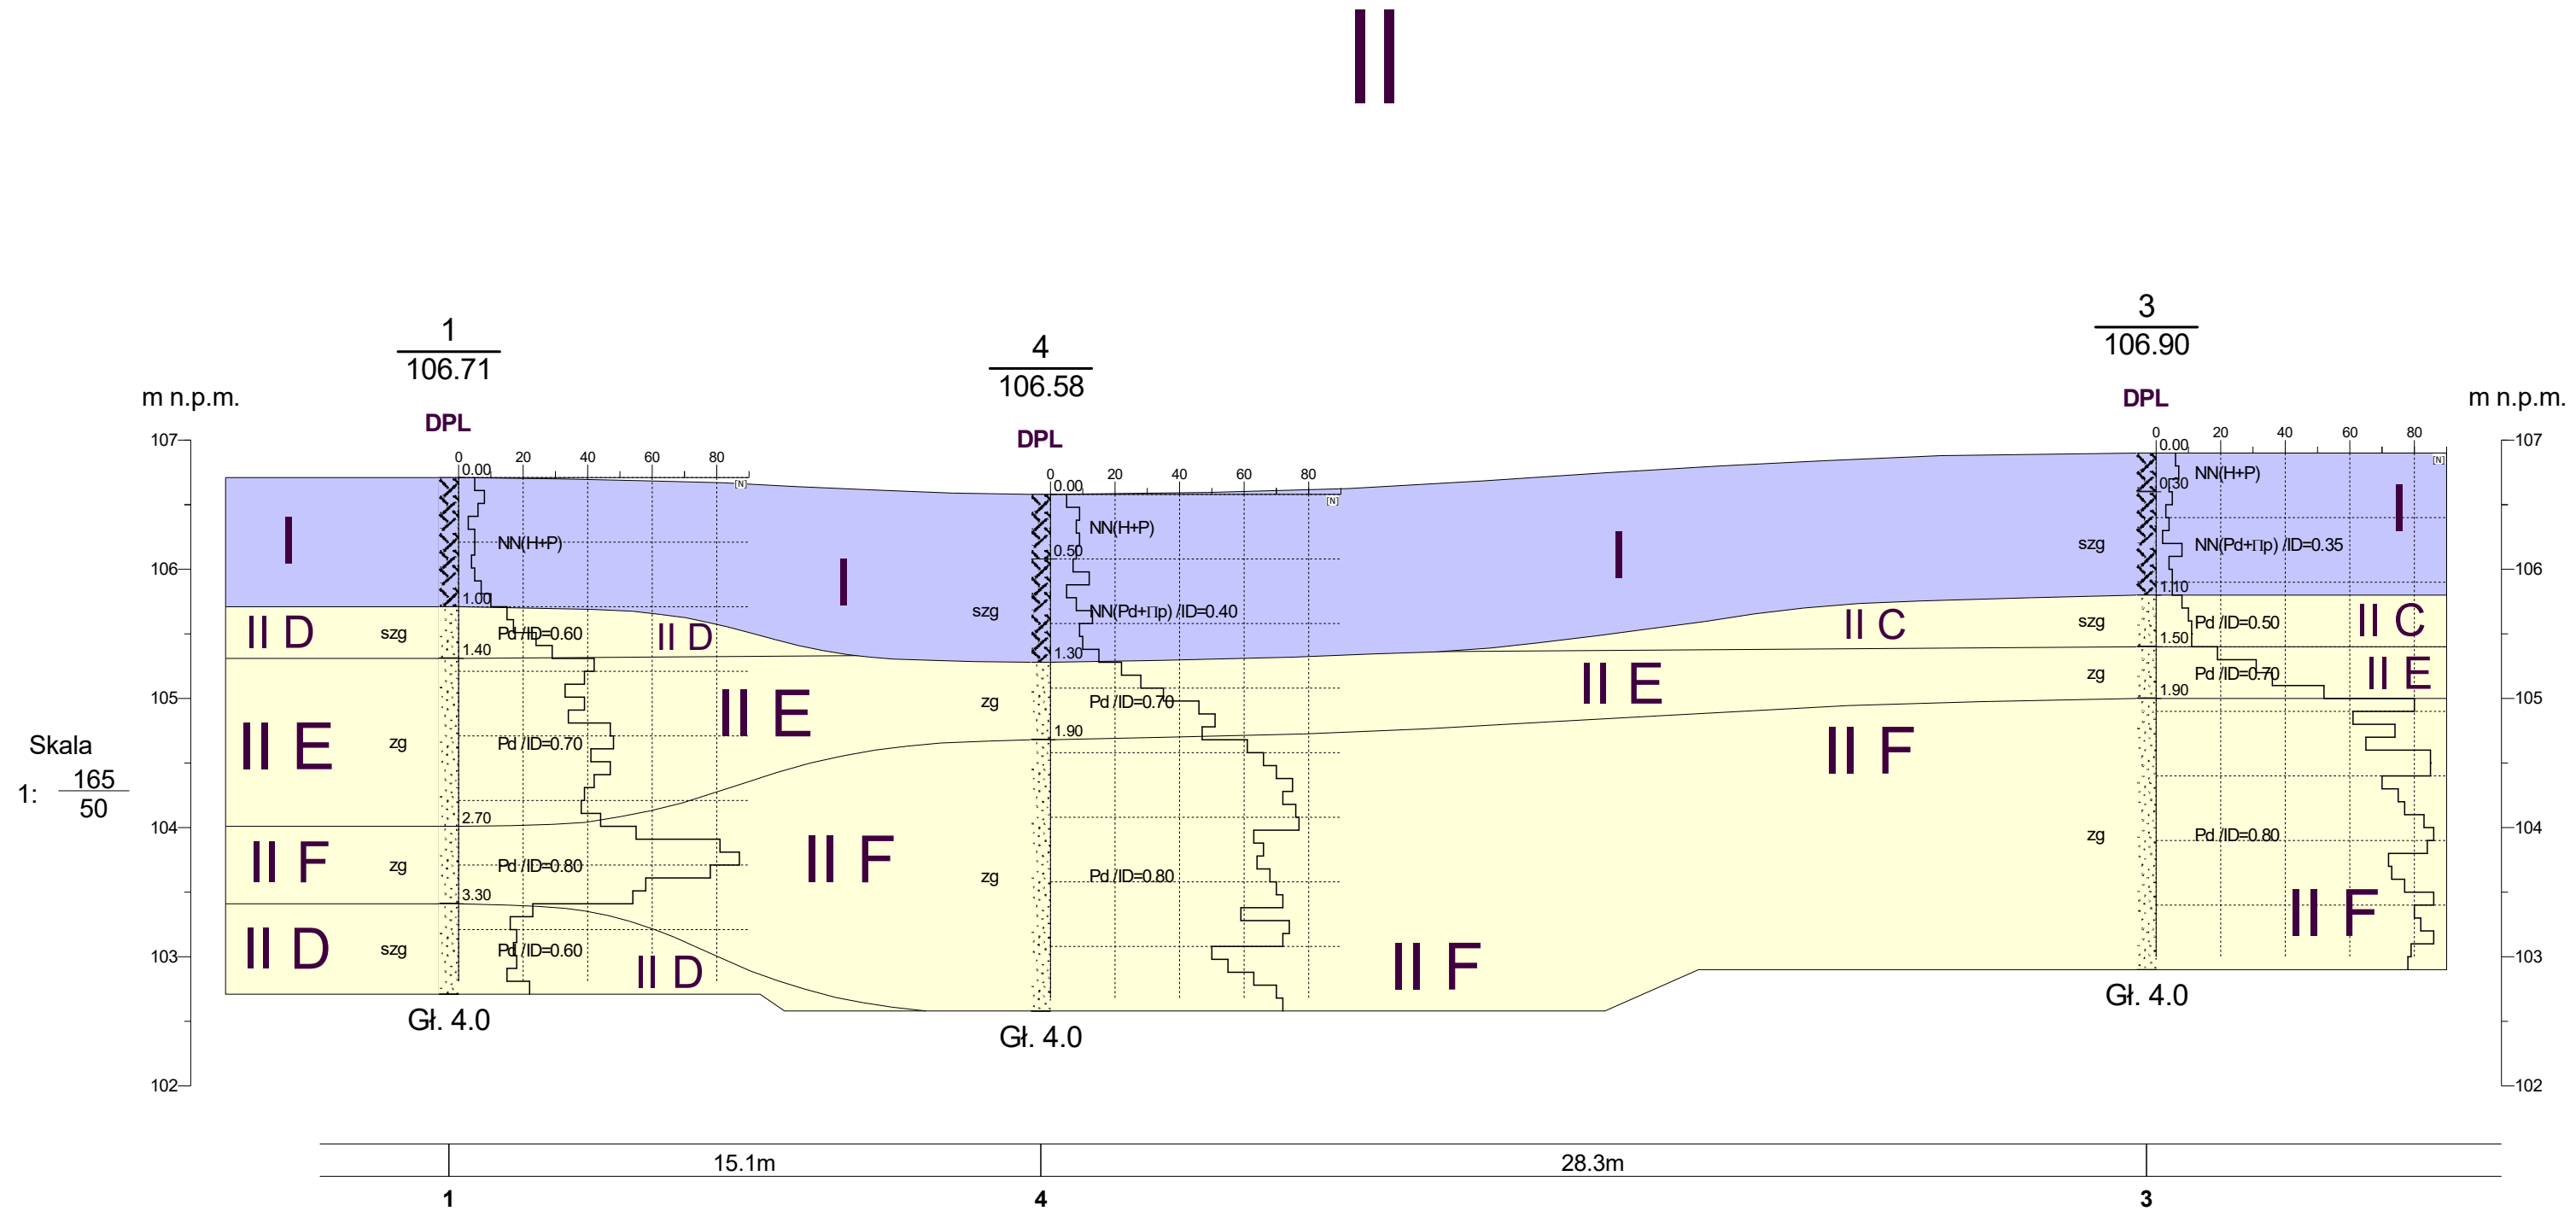 II
1
106.71
DPL
4
106.58
DPL
3
106.90
DPL
m n.p.m.
m n.p.m.
107
106
105
104
103
102
107
106
105
104
103
102
Skala
1: 165
50
0 20 40 60 80
[N]
0.00
NN(H+P)
1.00
szg Pd /ID=0.60
1.40
zg Pd /ID=0.70
2.70
zg Pd /ID=0.80
3.30
szg Pd /ID=0.60
Gł. 4.0
I
II D
II E
II F
II D
II D
II E
II F
II D
I
0 20 40 60 80
[N]
0.00
NN(H+P)
0.50
szg NN(Pd+Πp) /ID=0.40
1.30
zg Pd /ID=0.70
1.90
zg Pd /ID=0.80
Gł. 4.0
I
II E
II C
II F
II F
0 20 40 60 80
[N]
0.00
NN(H+P)
0.30
szg NN(Pd+Πp) /ID=0.35
1.10
szg Pd /ID=0.50
1.50
zg Pd /ID=0.70
1.90
zg Pd /ID=0.80
Gł. 4.0
I
II C
II E
II F
15.1m 28.3m
1 4 3